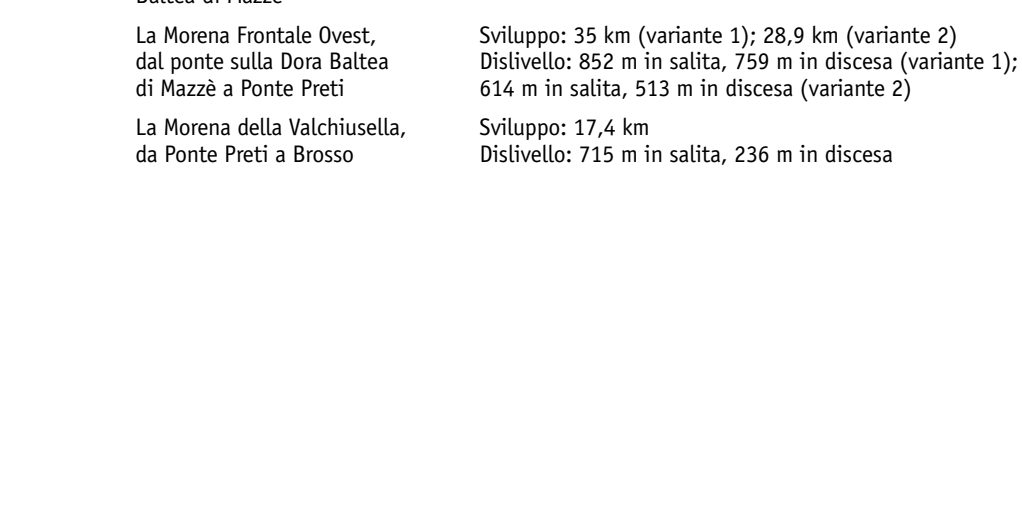 Baltea di Mazzè
La Morena Frontale Ovest,
dal ponte sulla Dora Baltea
di Mazzè a Ponte Preti
Sviluppo: 35 km (variante 1); 28,9 km (variante 2)
Dislivello: 852 m in salita, 759 m in discesa (variante 1);
614 m in salita, 513 m in discesa (variante 2)
La Morena della Valchiusella,
da Ponte Preti a Brosso
Sviluppo: 17,4 km
Dislivello: 715 m in salita, 236 m in discesa